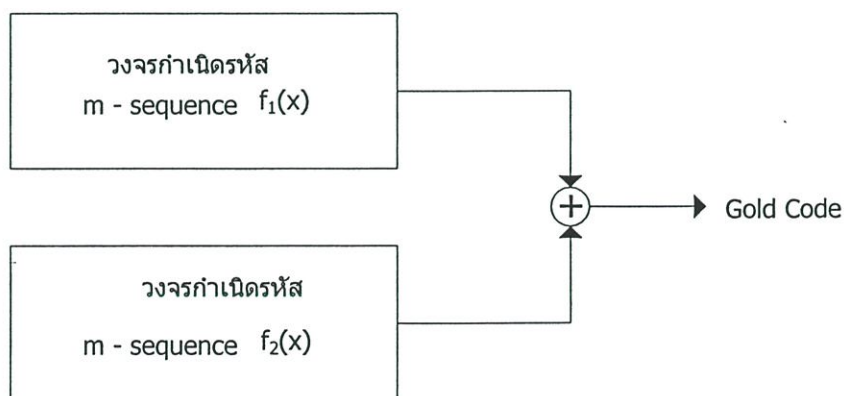 วงจรกำเนิดรหัส
m - sequence f₁(x)
Gold Code
วงจรกำเนิดรหัส
m - sequence f₂(x)